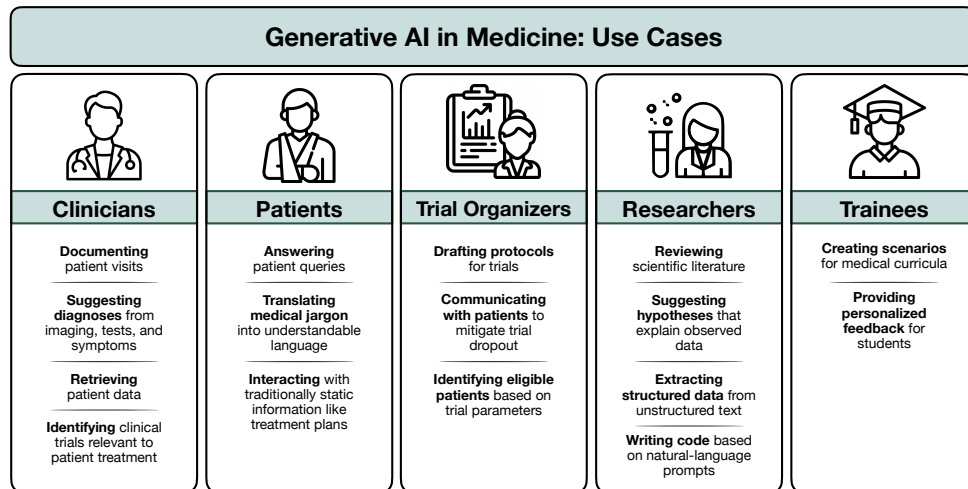 Generative AI in Medicine: Use Cases
Clinicians
Documenting
patient visits
Suggesting
diagnoses from
imaging, tests, and
symptoms
Retrieving
patient data
Identifying clinical
trials relevant to
patient treatment
Patients
Answering
patient queries
Translating
medical jargon
into understandable
language
Interacting with
traditionally static
information like
treatment plans
Trial Organizers
Drafting protocols
for trials
Communicating
with patients to
mitigate trial
dropout
Identifying eligible
patients based on
trial parameters
Researchers
Reviewing
scientific literature
Suggesting
hypotheses that
explain observed
data
Extracting
structured data from
unstructured text
Writing code based
on natural-language
prompts
Trainees
Creating scenarios
for medical curricula
Providing
personalized
feedback for
students